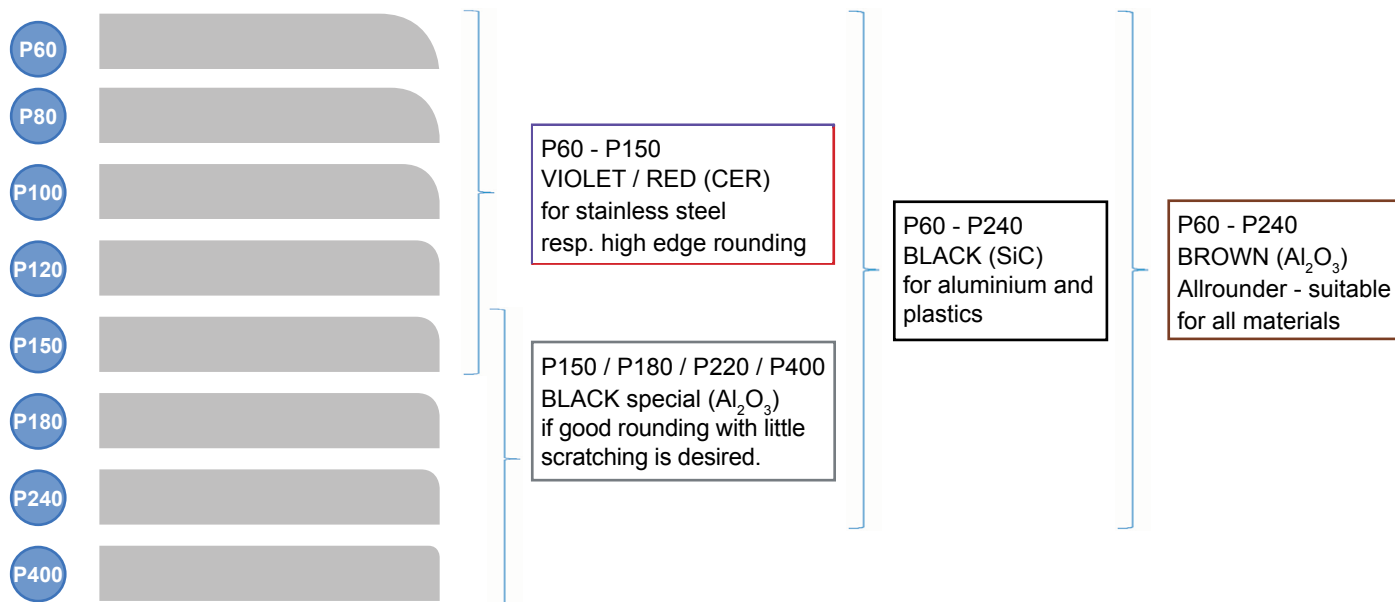 P60
P80
P100
P120
P150
P180
P240
P400
P60 - P150
VIOLET / RED (CER)
for stainless steel
resp. high edge rounding
P150 / P180 / P220 / P400
BLACK special (Al₂O₃)
if good rounding with little
scratching is desired.
P60 - P240
BLACK (SiC)
for aluminium and
plastics
P60 - P240
BROWN (Al₂O₃)
Allrounder - suitable
for all materials